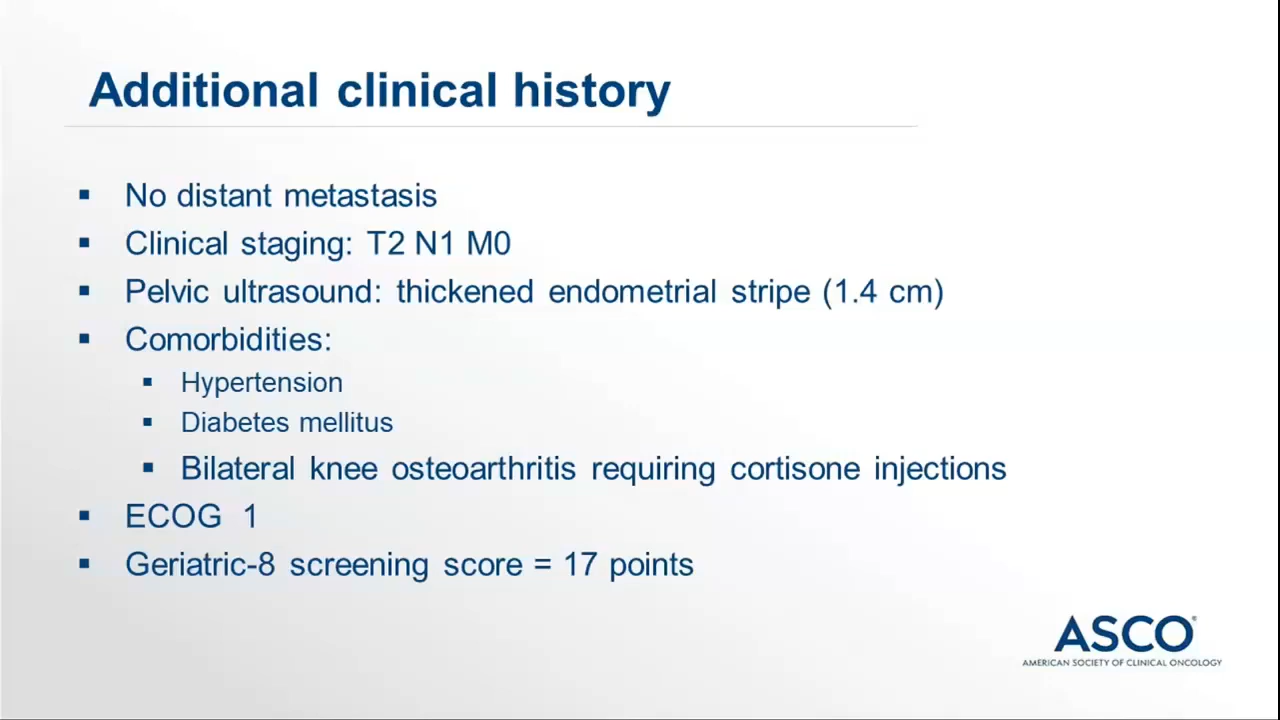 Additional clinical history
▪ No distant metastasis
▪ Clinical staging: T2 N1 M0
▪ Pelvic ultrasound: thickened endometrial stripe (1.4 cm)
▪ Comorbidities:
▪ Hypertension
▪ Diabetes mellitus
▪ Bilateral knee osteoarthritis requiring cortisone injections
▪ ECOG 1
▪ Geriatric-8 screening score = 17 points
ASCO®
AMERICAN SOCIETY OF CLINICAL ONCOLOGY